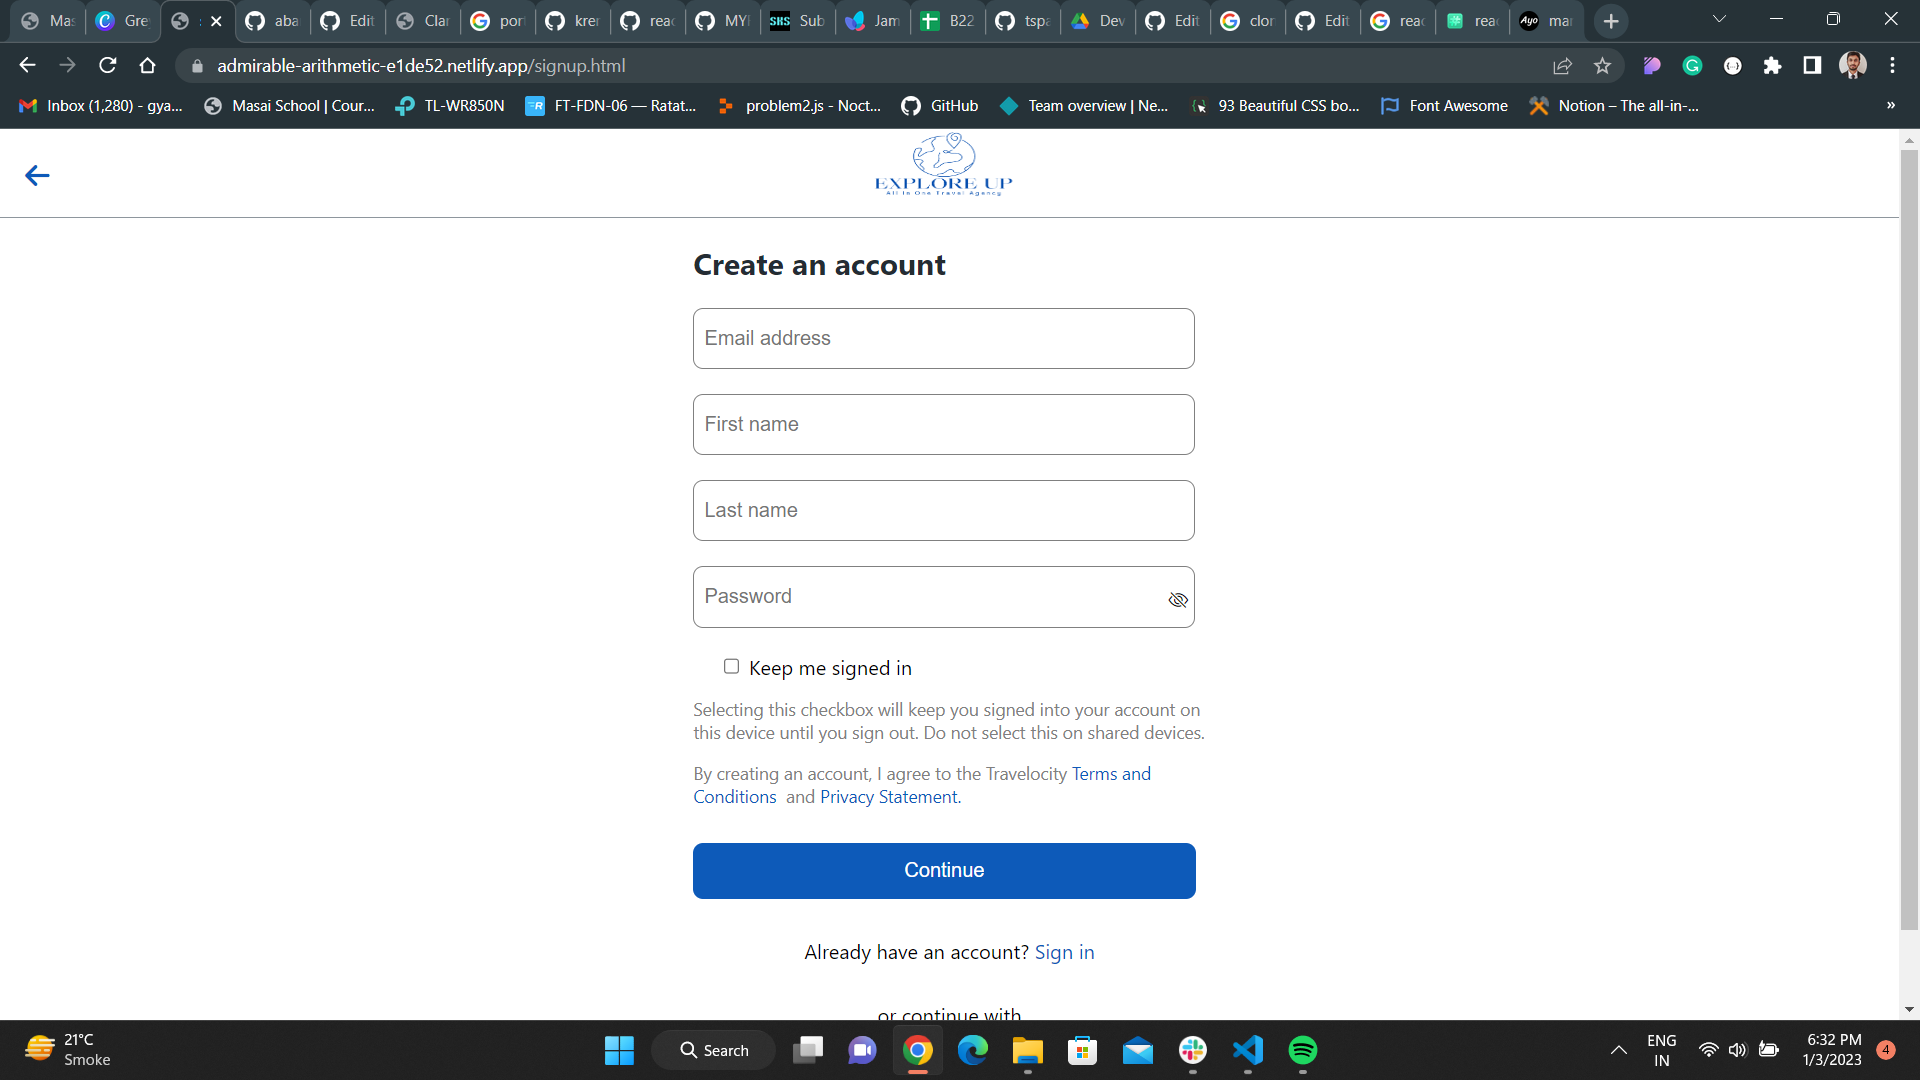 Mas
Gre
s
aba
Edit
Clar
por
krer
reac
MYI
SKS Sub
Jam
B22
tspa
Dev
Edit
clor
Edit
reac
reac
Ayo mar
admirable-arithmetic-e1de52.netlify.app/signup.html
Inbox (1,280) - gya...
Masai School | Cour...
TL-WR850N
FT-FDN-06 — Ratat...
problem2.js - Noct...
GitHub
Team overview | Ne...
93 Beautiful CSS bo...
Font Awesome
Notion – The all-in-...
»
EXPLORE UP
All In One Travel Agency
Create an account
Email address
First name
Last name
Password
Keep me signed in
Selecting this checkbox will keep you signed into your account on
this device until you sign out. Do not select this on shared devices.
By creating an account, I agree to the Travelocity Terms and
Conditions and Privacy Statement.
Continue
Already have an account? Sign in
or continue with
21°C
Smoke
Search
ENG
IN
6:32 PM
1/3/2023
4